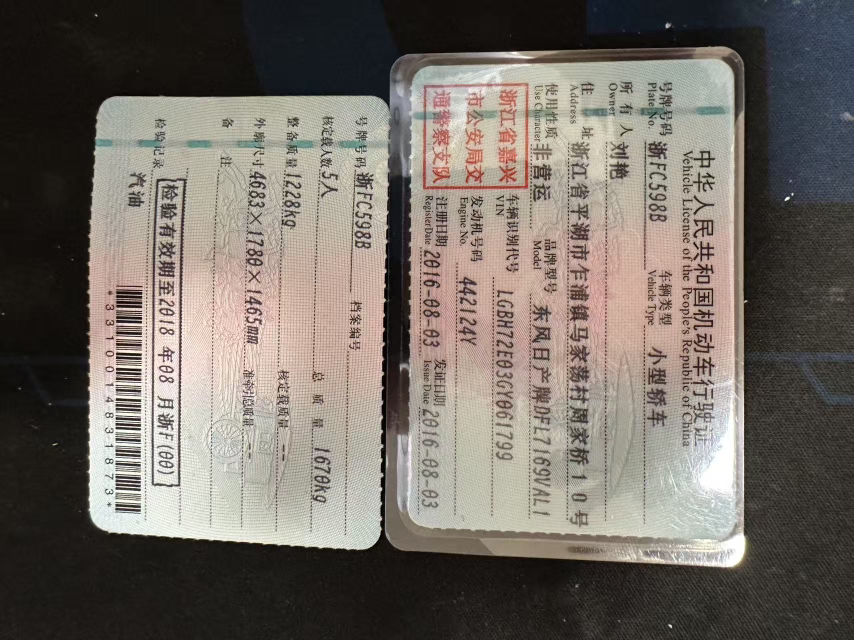 中华人民共和国机动车行驶证
Vehicle License of the People's Republic of China
号牌号码 浙FC598B 车辆类型 小型轿车
Plate No. Vehicle Type
所有人 刘艳
Owner
住址 浙江省平湖市乍浦镇马家荡村周家桥10号
Address
使用性质 非营运 品牌型号 东风日产牌DFL7169VAL1
Use Character Model
浙江省嘉兴
市公安局交
通警察支队
车辆识别代号 LGBH72E03GY061799
VIN
发动机号码 442124Y
Engine No.
注册日期 2016-08-03 发证日期 2016-08-03
Register Date Issue Date
号牌号码 浙FC598B 档案编号
核定载人数 5人 总质量 1670kg
整备质量 1228kg 核定载质量 --
外廓尺寸 4683×1780×1465mm 准牵引总质量 --
备注
检验记录 检验有效期至2018年08月浙F(00)
汽油
*3310014831873*